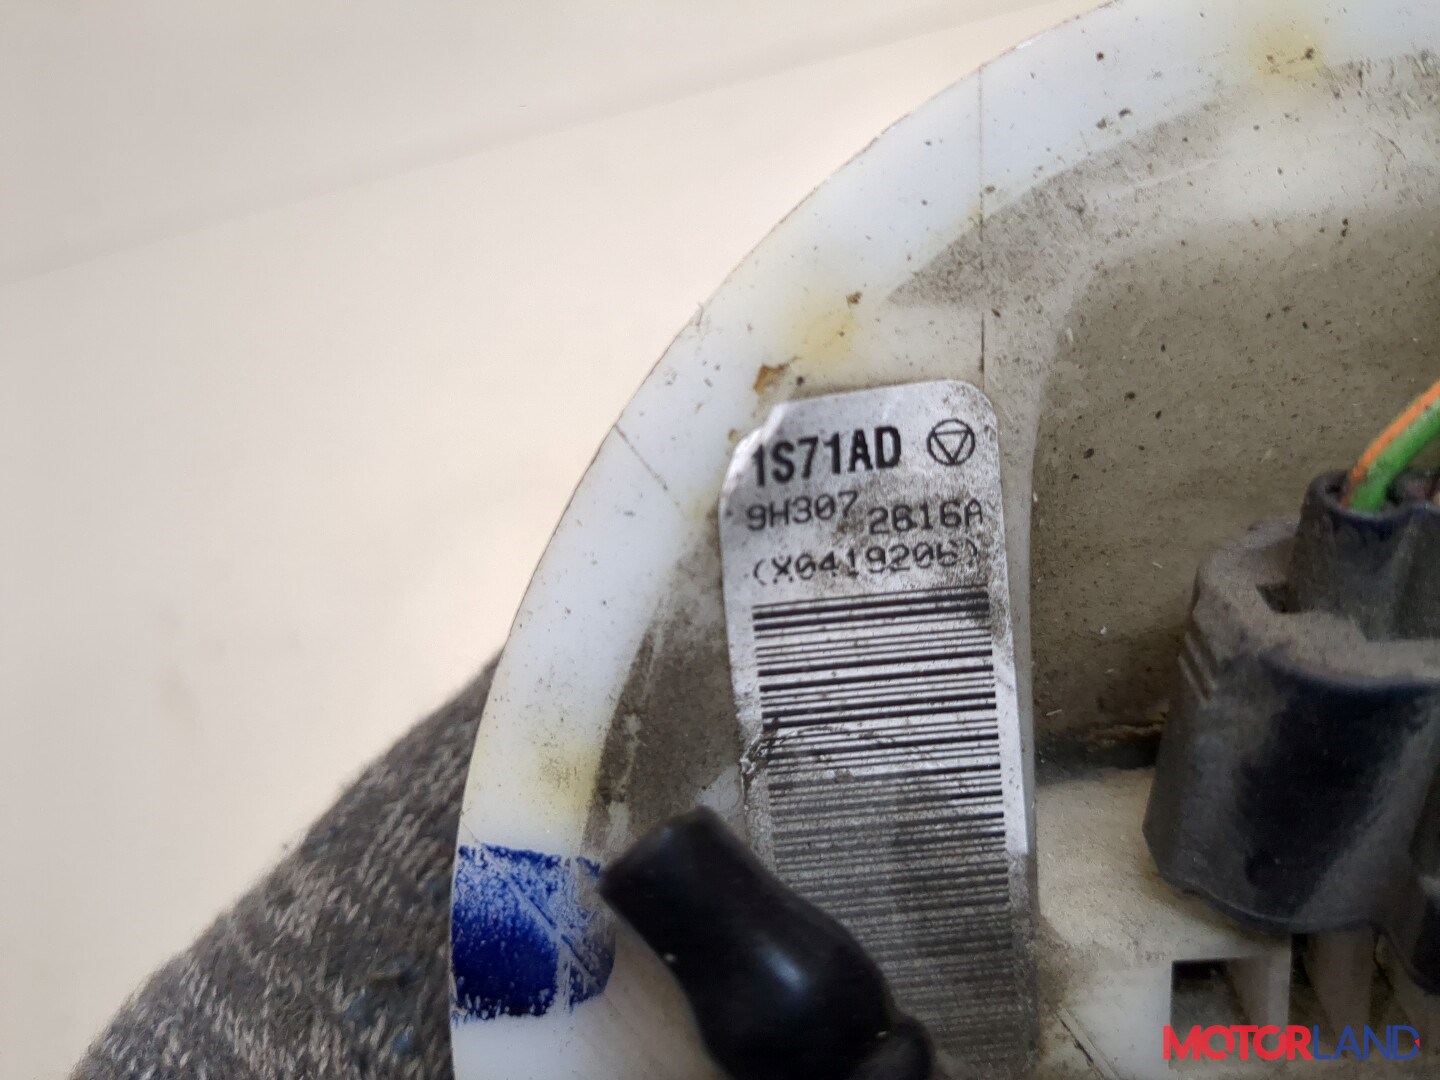 1S71AD
9H307 2616A
(X0419206)
MOTORLAND